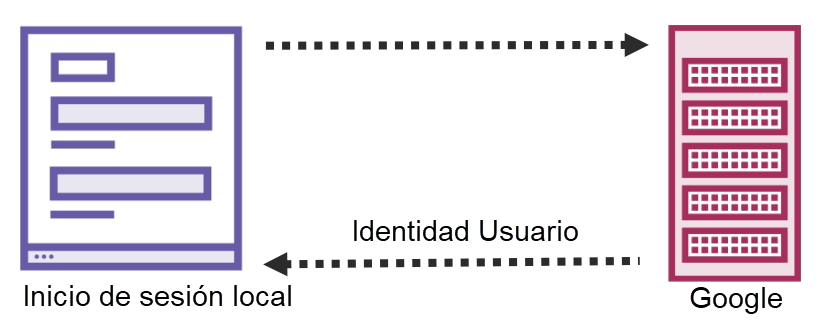 Identidad Usuario
Inicio de sesión local
Google